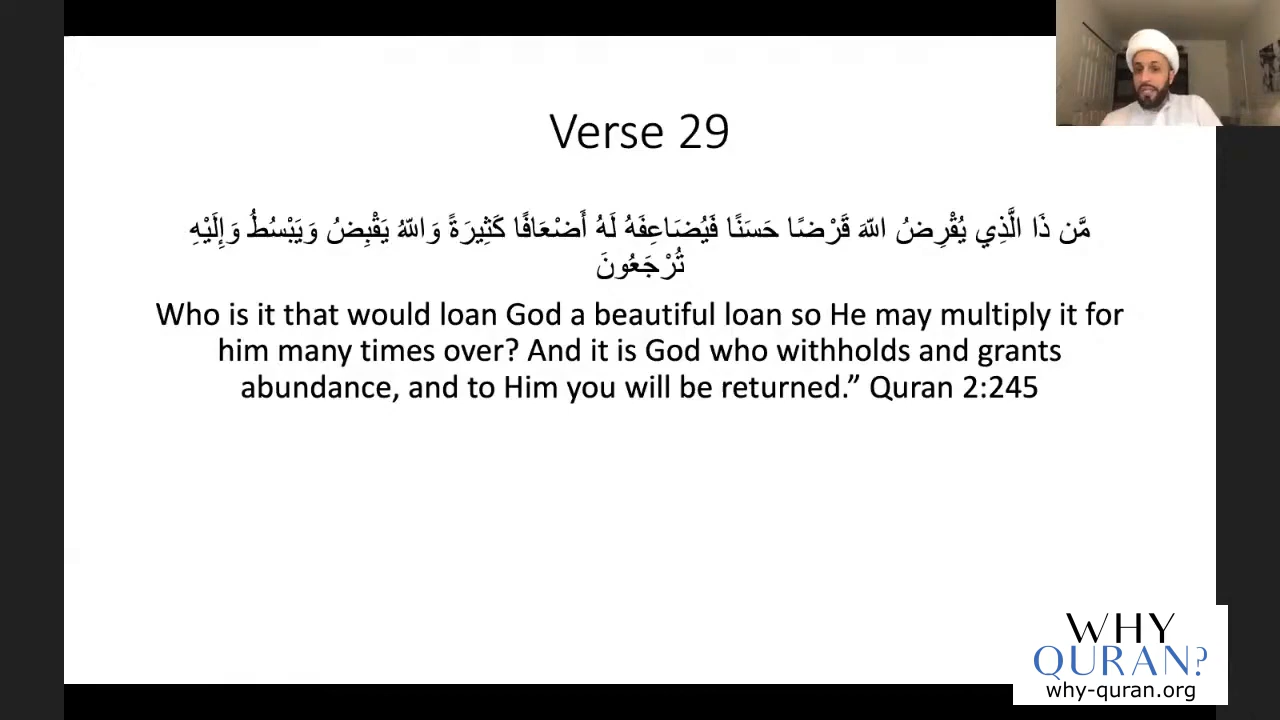 Verse 29
مَّن ذَا الَّذِي يُقْرِضُ اللَّهَ قَرْضًا حَسَنًا فَيُضَاعِفَهُ لَهُ أَضْعَافًا كَثِيرَةً وَاللَّهُ يَقْبِضُ وَيَبْسُطُ وَإِلَيْهِ
تُرْجَعُونَ
Who is it that would loan God a beautiful loan so He may multiply it for
him many times over? And it is God who withholds and grants
abundance, and to Him you will be returned.” Quran 2:245
WHY
QURAN?
why-quran.org